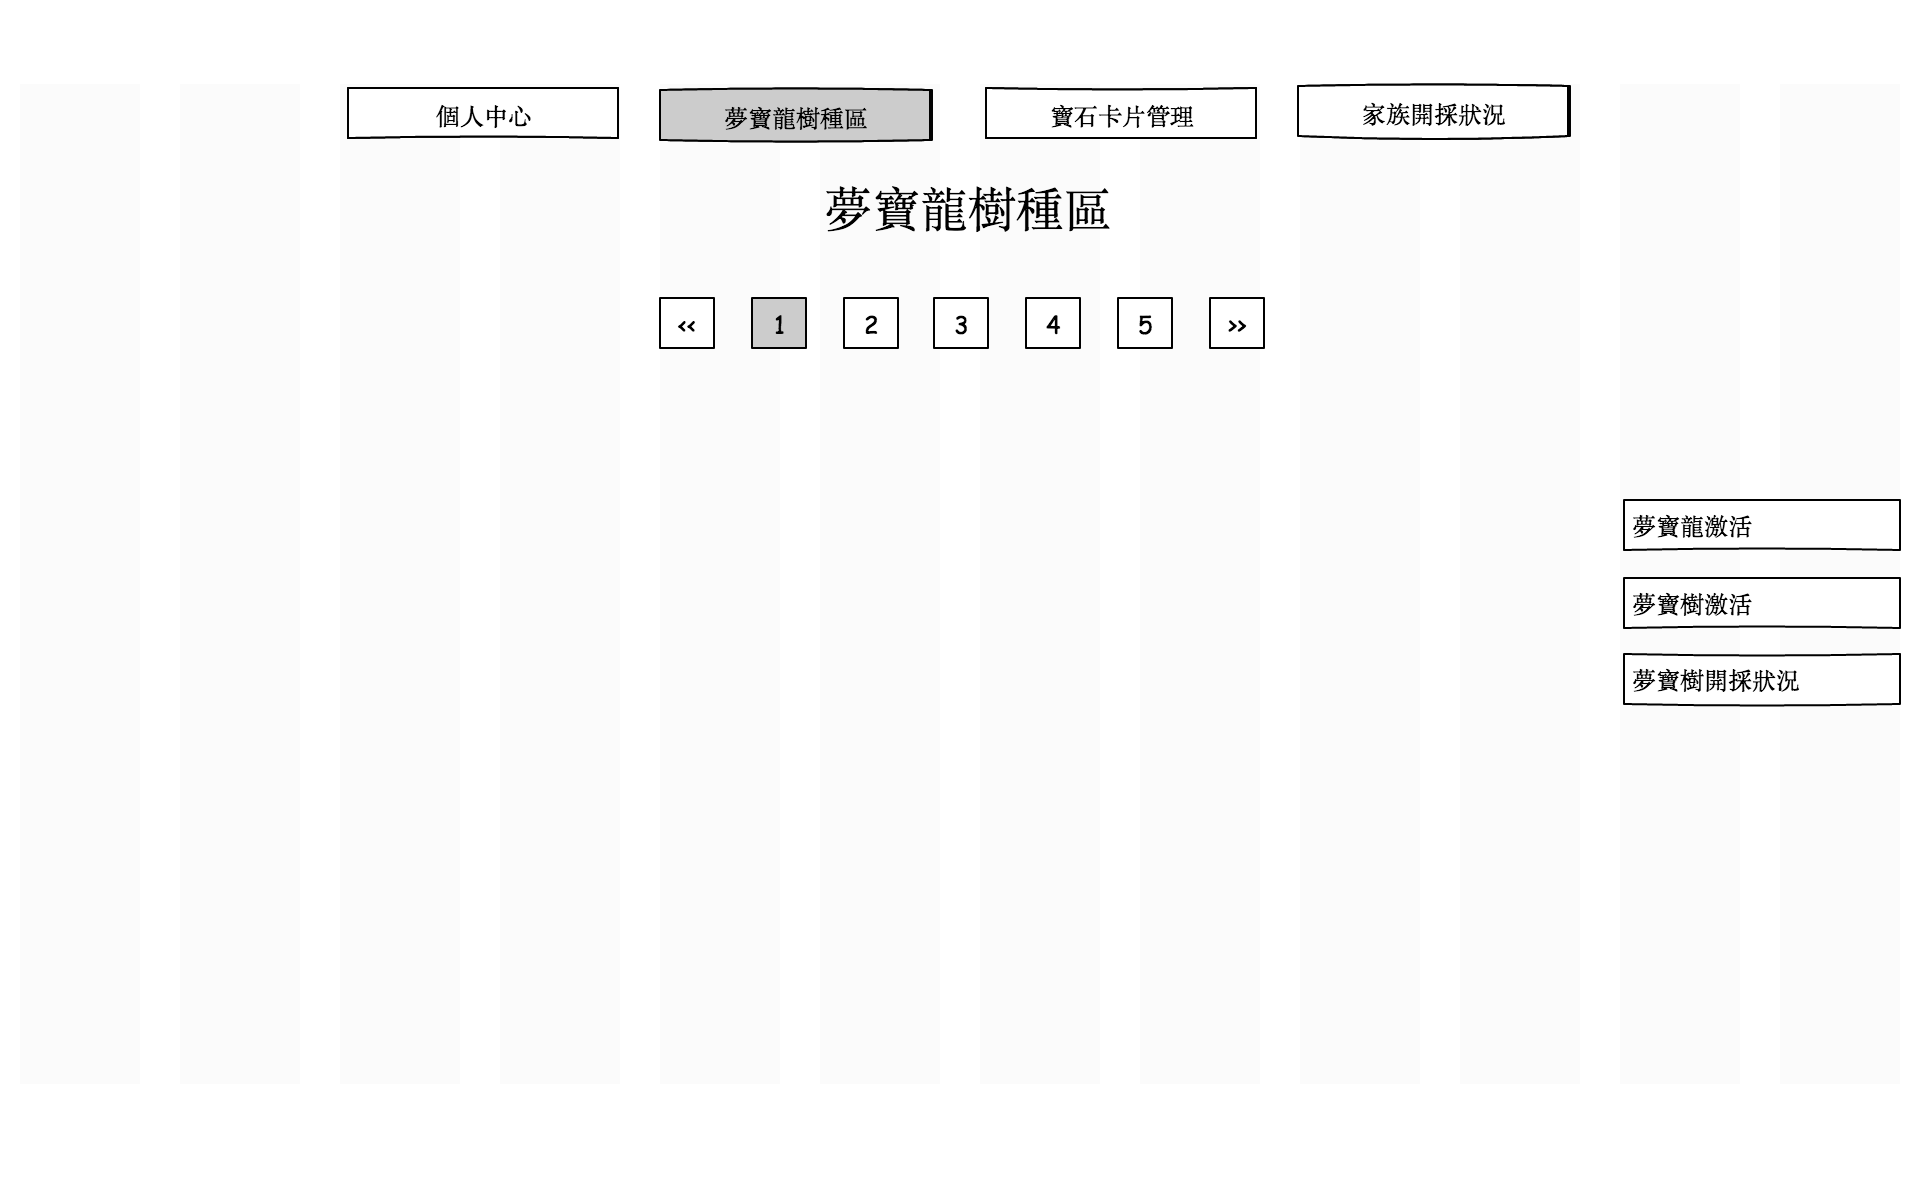 個人中心
夢寶龍樹種區
寶石卡片管理
家族開採狀況
夢寶龍樹種區
<< 1 2 3 4 5 >>
夢寶龍激活
夢寶樹激活
夢寶樹開採狀況